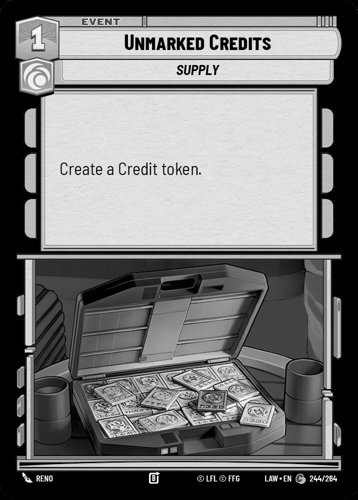 EVENT
1
UNMARKED CREDITS
SUPPLY
Create a Credit token.
RENO
© LFL © FFG
LAW • EN
244/264